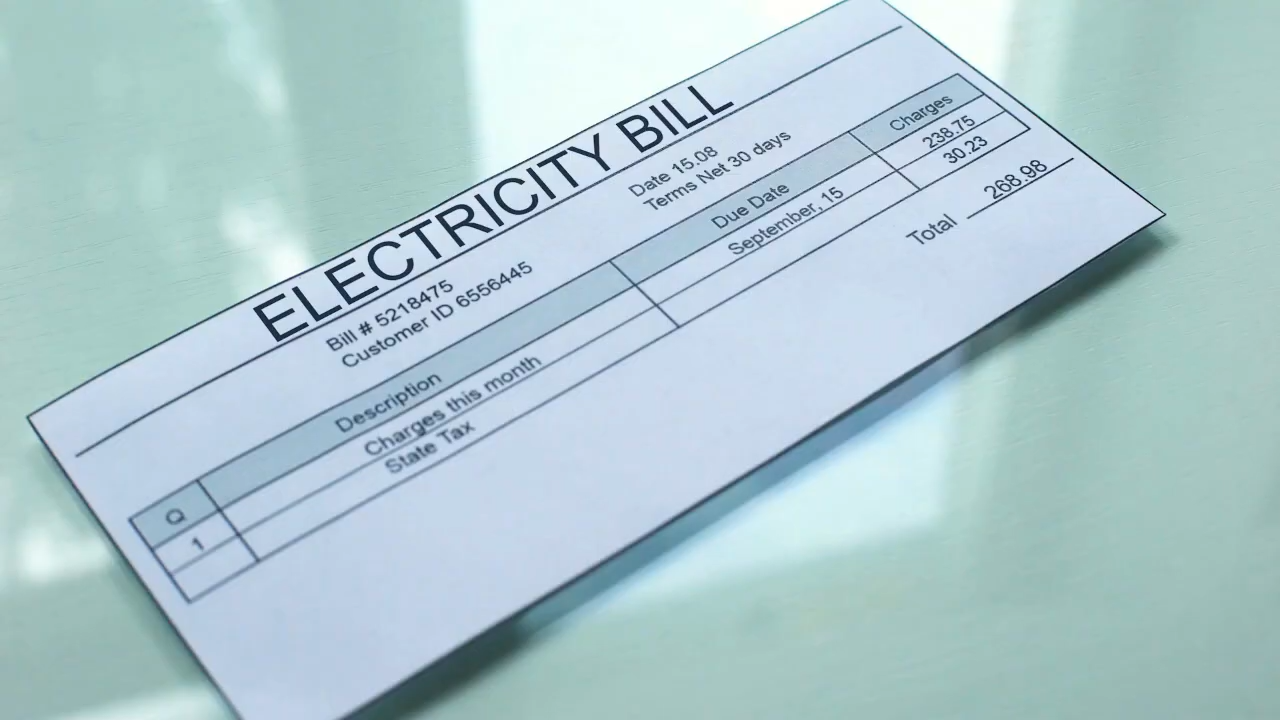 ELECTRICITY BILL
Bill # 5218475
Customer ID 6556445
Date 15.08
Terms Net 30 days
Q Description Due Date Charges
1 Charges this month September, 15 238.75
State Tax 30.23
Total 268.98